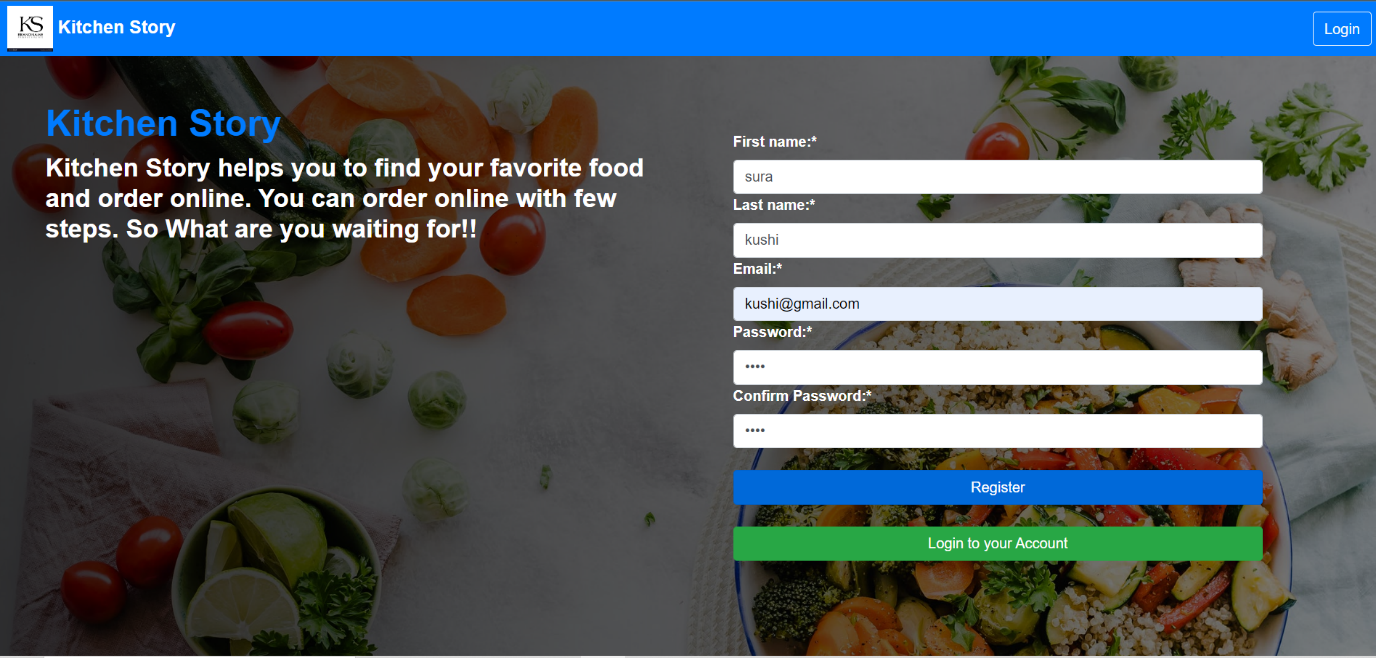 KS
Kitchen Story
Login
Kitchen Story
Kitchen Story helps you to find your favorite food
and order online. You can order online with few
steps. So What are you waiting for!!
First name:*
sura
Last name:*
kushi
Email:*
kushi@gmail.com
Password:*
••••
Confirm Password:*
••••
Register
Login to your Account